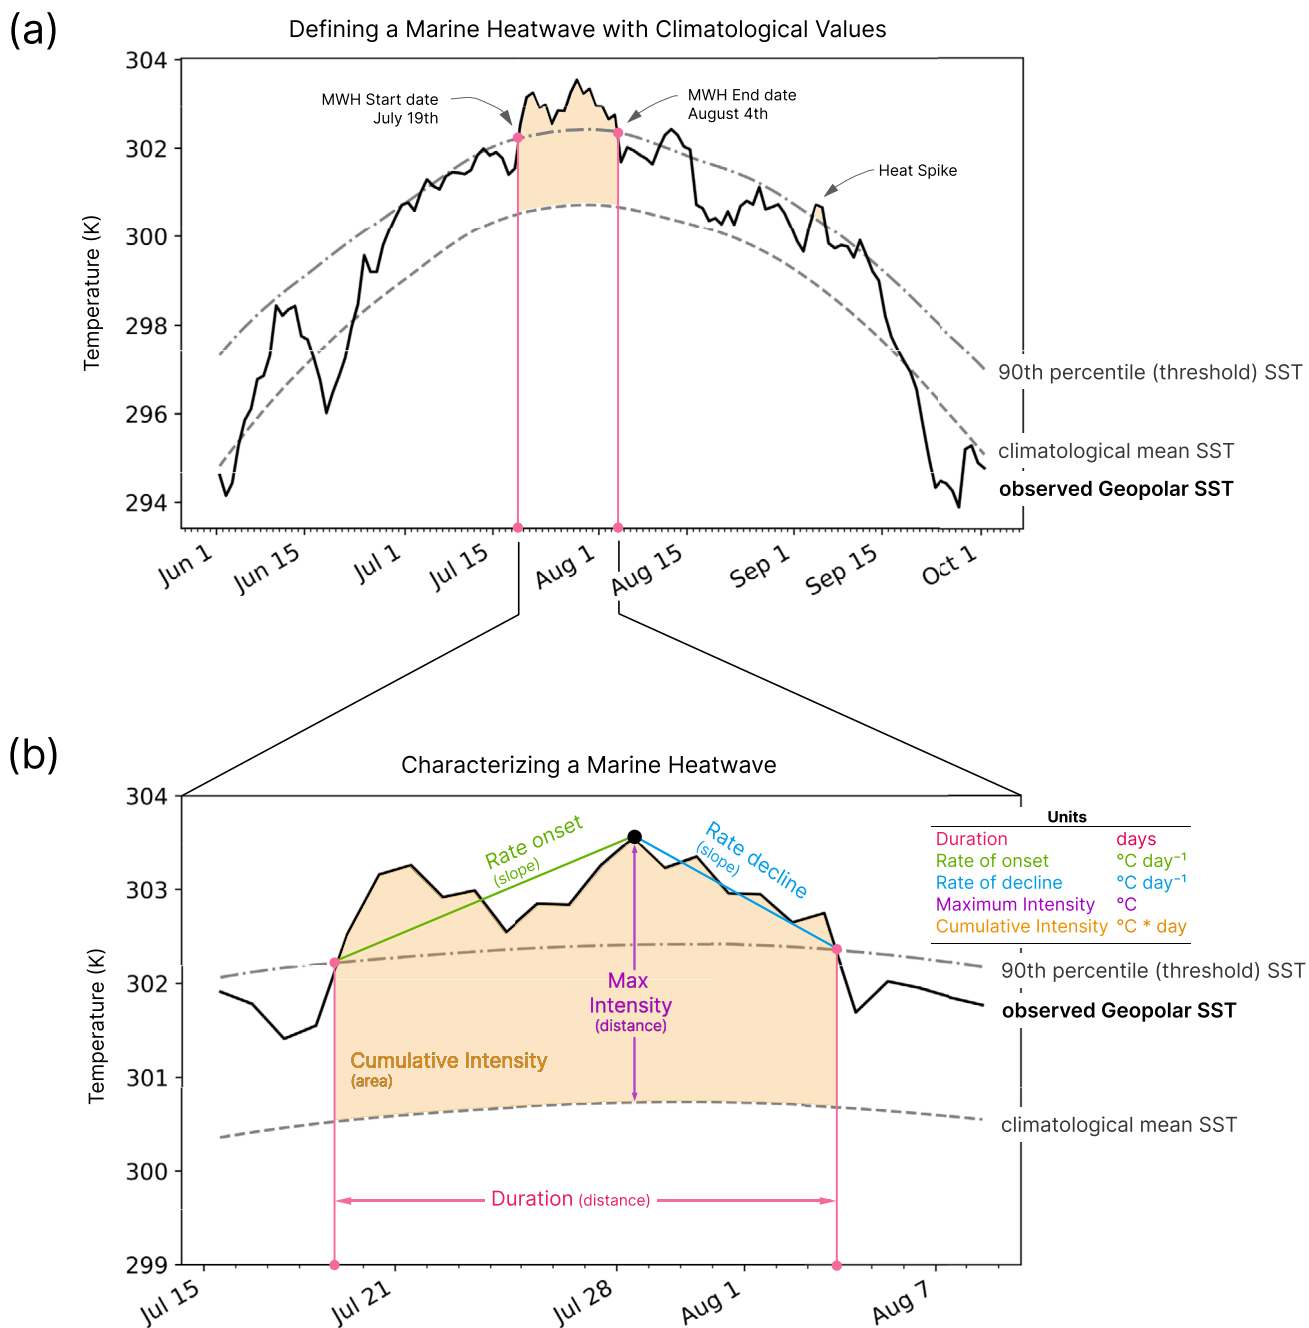 (a)
Defining a Marine Heatwave with Climatological Values
304
302
300
298
296
294
Temperature (K)
MWH Start date
July 19th
MWH End date
August 4th
Heat Spike
90th percentile (threshold) SST
climatological mean SST
observed Geopolar SST
Jun 1
Jun 15
Jul 1
Jul 15
Aug 1
Aug 15
Sep 1
Sep 15
Oct 1
(b)
Characterizing a Marine Heatwave
304
303
302
301
300
299
Temperature (K)
Rate onset
(slope)
Rate decline
(slope)
Max
Intensity
(distance)
Cumulative Intensity
(area)
Duration (distance)
Units
Duration days
Rate of onset °C day⁻¹
Rate of decline °C day⁻¹
Maximum Intensity °C
Cumulative Intensity °C * day
90th percentile (threshold) SST
observed Geopolar SST
climatological mean SST
Jul 15
Jul 21
Jul 28
Aug 1
Aug 7